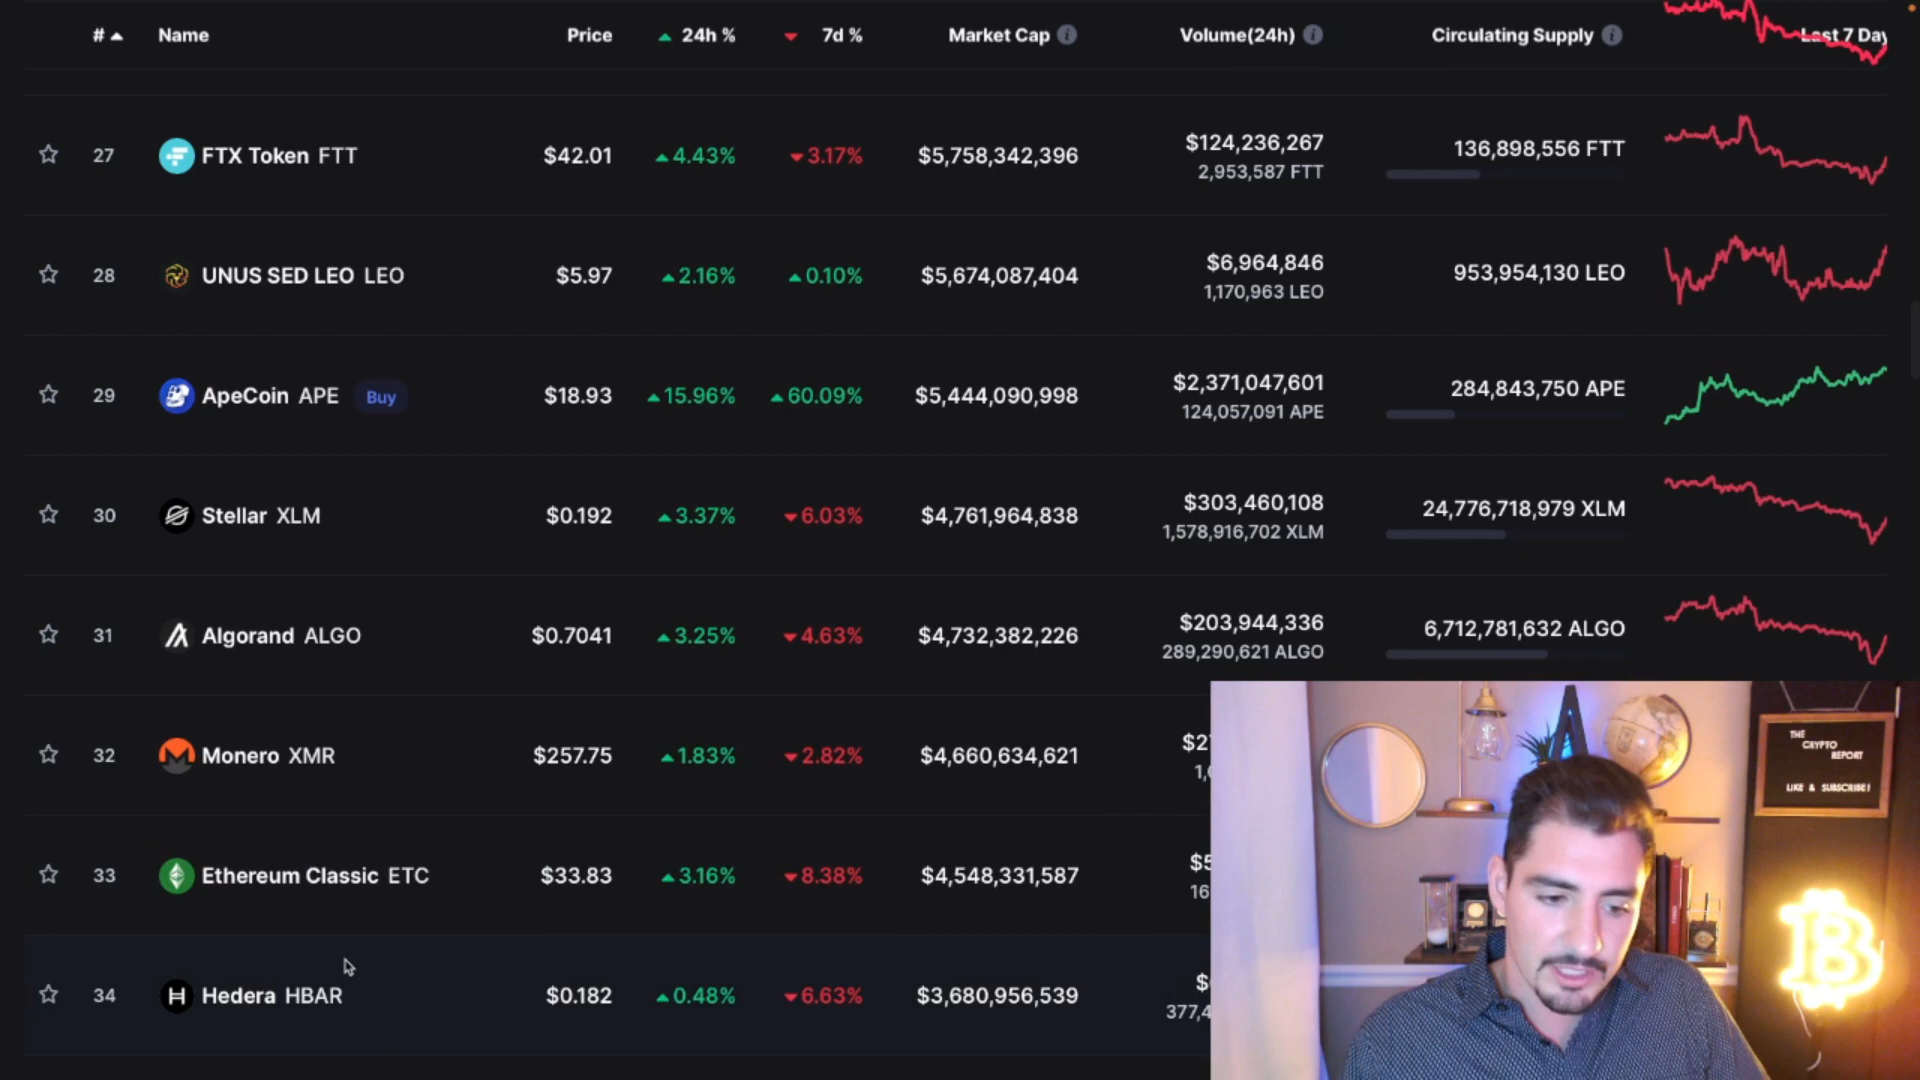 # Name Price 24h % 7d % Market Cap Volume(24h) Circulating Supply Last 7 Day
27 FTX Token FTT $42.01 4.43% 3.17% $5,758,342,396 $124,236,267 136,898,556 FTT
2,953,587 FTT
28 UNUS SED LEO LEO $5.97 2.16% 0.10% $5,674,087,404 $6,964,846 953,954,130 LEO
1,170,963 LEO
29 ApeCoin APE Buy $18.93 15.96% 60.09% $5,444,090,998 $2,371,047,601 284,843,750 APE
124,057,091 APE
30 Stellar XLM $0.192 3.37% 6.03% $4,761,964,838 $303,460,108 24,776,718,979 XLM
1,578,916,702 XLM
31 Algorand ALGO $0.7041 3.25% 4.63% $4,732,382,226 $203,944,336 6,712,781,632 ALGO
289,290,621 ALGO
32 Monero XMR $257.75 1.83% 2.82% $4,660,634,621
33 Ethereum Classic ETC $33.83 3.16% 8.38% $4,548,331,587
34 Hedera HBAR $0.182 0.48% 6.63% $3,680,956,539
THE
CRYPTO
REPORT
LIKE & SUBSCRIBE!